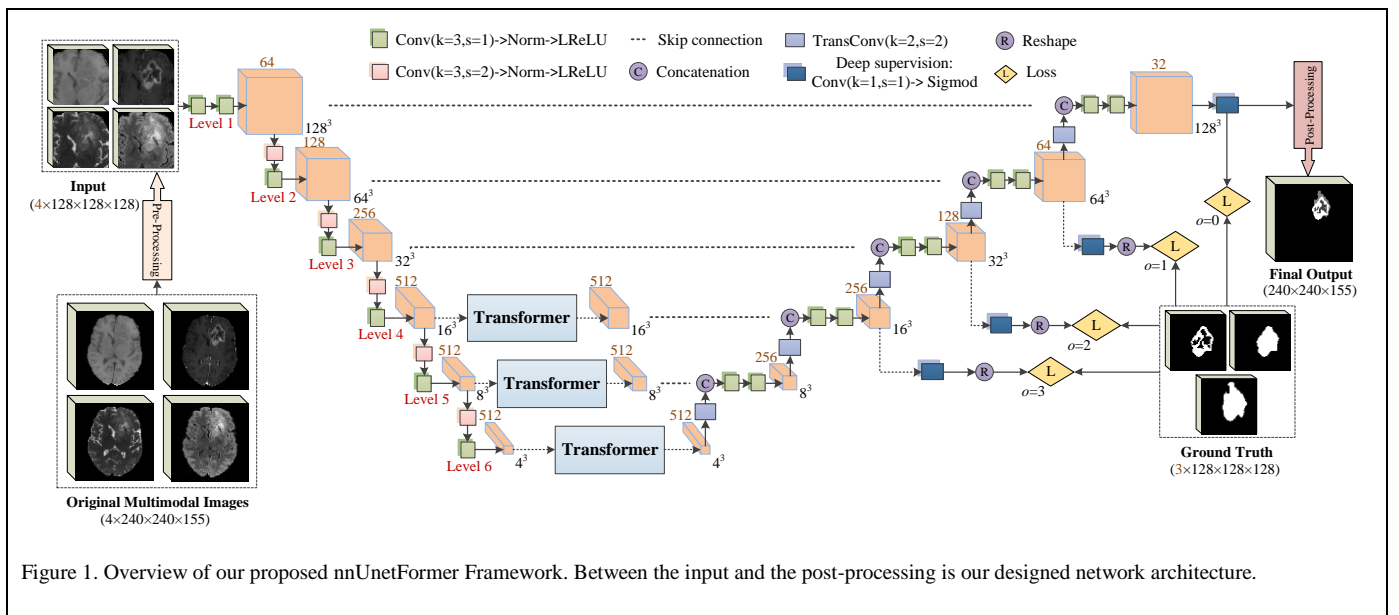 Conv(k=3,s=1)->Norm->LReLU
Skip connection
TransConv(k=2,s=2)
R
Reshape
Conv(k=3,s=2)->Norm->LReLU
C
Concatenation
Deep supervision:
Conv(k=1,s=1)-> Sigmod
L
Loss
Input
(4×128×128×128)
Pre-Processing
Original Multimodal Images
(4×240×240×155)
Level 1
64
128³
Level 2
128
64³
Level 3
256
32³
Level 4
512
16³
Transformer
512
16³
Level 5
512
8³
Transformer
512
8³
Level 6
512
4³
Transformer
512
4³
C
256
8³
C
256
16³
C
128
32³
C
64
64³
C
32
128³
Post-Processing
L
o=0
R
L
o=1
R
L
o=2
R
L
o=3
Final Output
(240×240×155)
Ground Truth
(3×128×128×128)
Figure 1. Overview of our proposed nnUnetFormer Framework. Between the input and the post-processing is our designed network architecture.